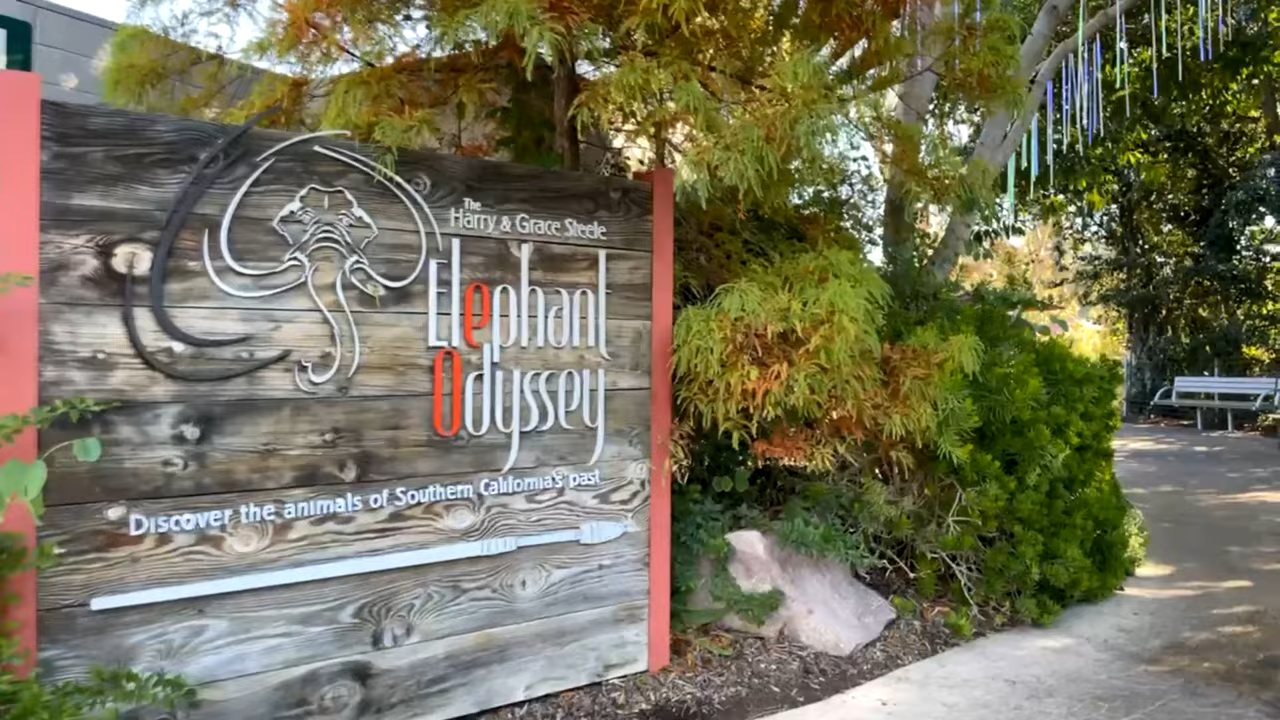 The
Harry & Grace Steele
Elephant
Odyssey
Discover the animals of Southern California's past